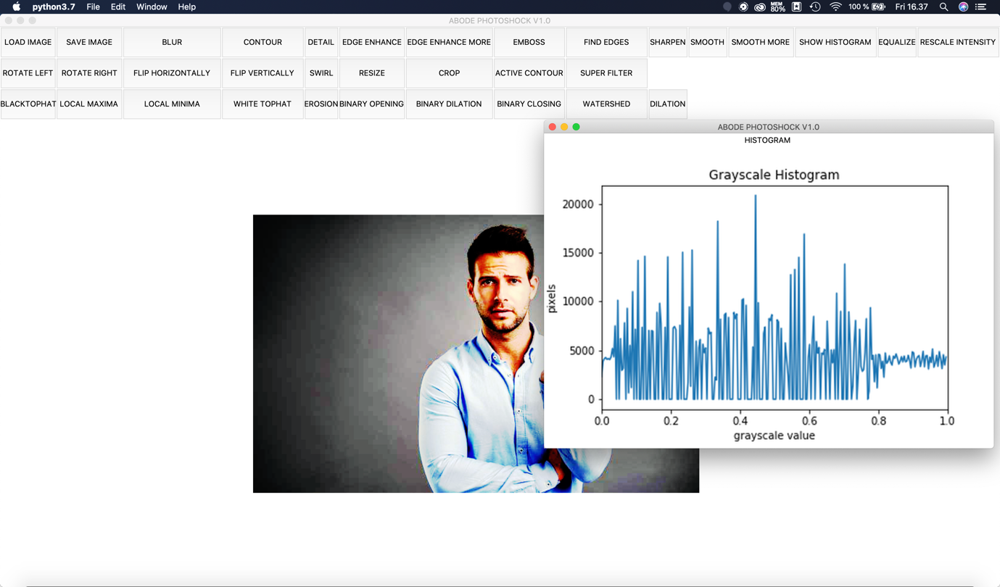 python3.7 File Edit Window Help MEM 80% 100 % Fri 16.37
ABODE PHOTOSHOCK V1.0
LOAD IMAGE SAVE IMAGE BLUR CONTOUR DETAIL EDGE ENHANCE EDGE ENHANCE MORE EMBOSS FIND EDGES SHARPEN SMOOTH SMOOTH MORE SHOW HISTOGRAM EQUALIZE RESCALE INTENSITY
ROTATE LEFT ROTATE RIGHT FLIP HORIZONTALLY FLIP VERTICALLY SWIRL RESIZE CROP ACTIVE CONTOUR SUPER FILTER
BLACKTOPHAT LOCAL MAXIMA LOCAL MINIMA WHITE TOPHAT EROSION BINARY OPENING BINARY DILATION BINARY CLOSING WATERSHED DILATION
ABODE PHOTOSHOCK V1.0
HISTOGRAM
Grayscale Histogram
20000
15000
10000
5000
0
pixels
0.0 0.2 0.4 0.6 0.8 1.0
grayscale value